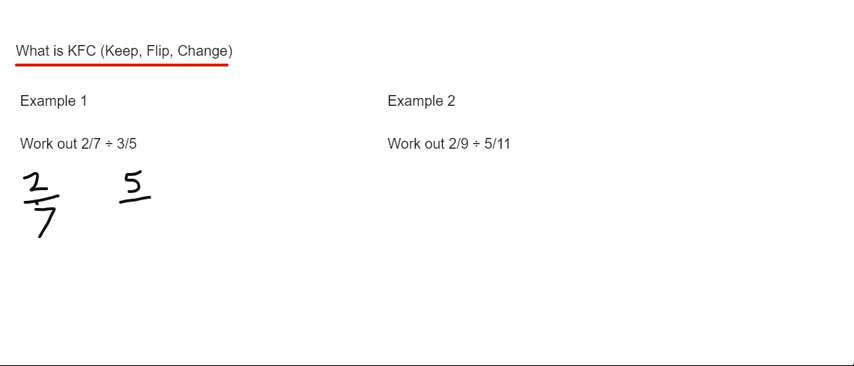 What is KFC (Keep, Flip, Change)
Example 1
Work out 2/7 ÷ 3/5
2 5
7
Example 2
Work out 2/9 ÷ 5/11